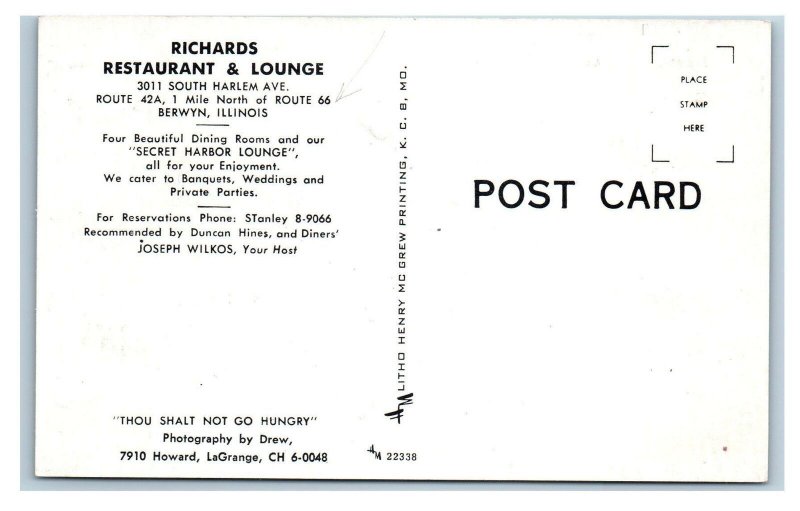 RICHARDS
RESTAURANT & LOUNGE
3011 SOUTH HARLEM AVE.
ROUTE 42A, 1 Mile North of ROUTE 66
BERWYN, ILLINOIS
Four Beautiful Dining Rooms and our
"SECRET HARBOR LOUNGE",
all for your Enjoyment.
We cater to Banquets, Weddings and
Private Parties.
For Reservations Phone: STanley 8-9066
Recommended by Duncan Hines, and Diners'
JOSEPH WILKOS, Your Host
"THOU SHALT NOT GO HUNGRY"
Photography by Drew,
7910 Howard, LaGrange, CH 6-0048
HM LITHO HENRY MC GREW PRINTING, K. C. 8, MO.
HM 22338
PLACE
STAMP
HERE
POST CARD